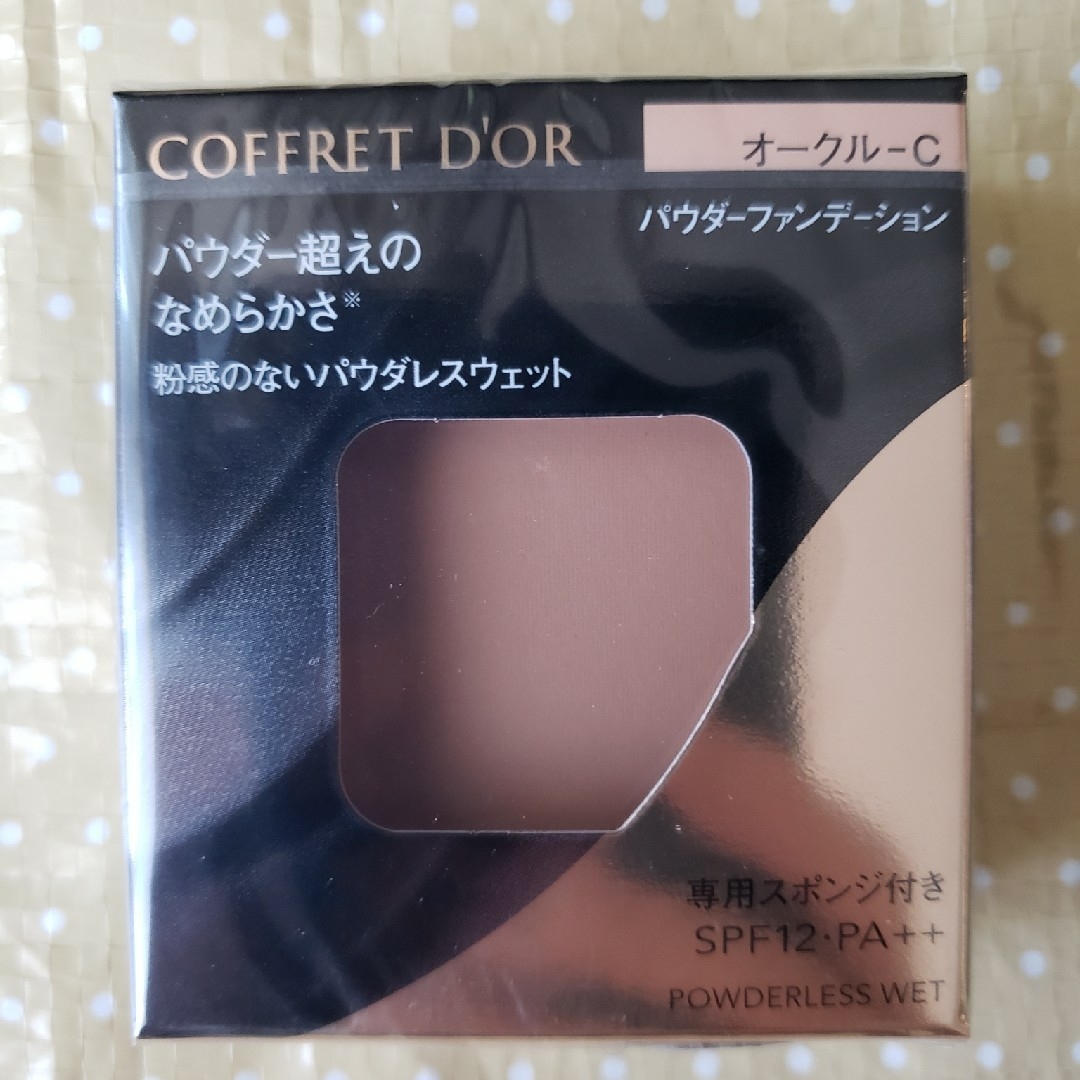 COFFRET D'OR
オークル-C
パウダーファンデーション
パウダー超えの
なめらかさ※
粉感のないパウダレスウェット
専用スポンジ付き
SPF12・PA++
POWDERLESS WET